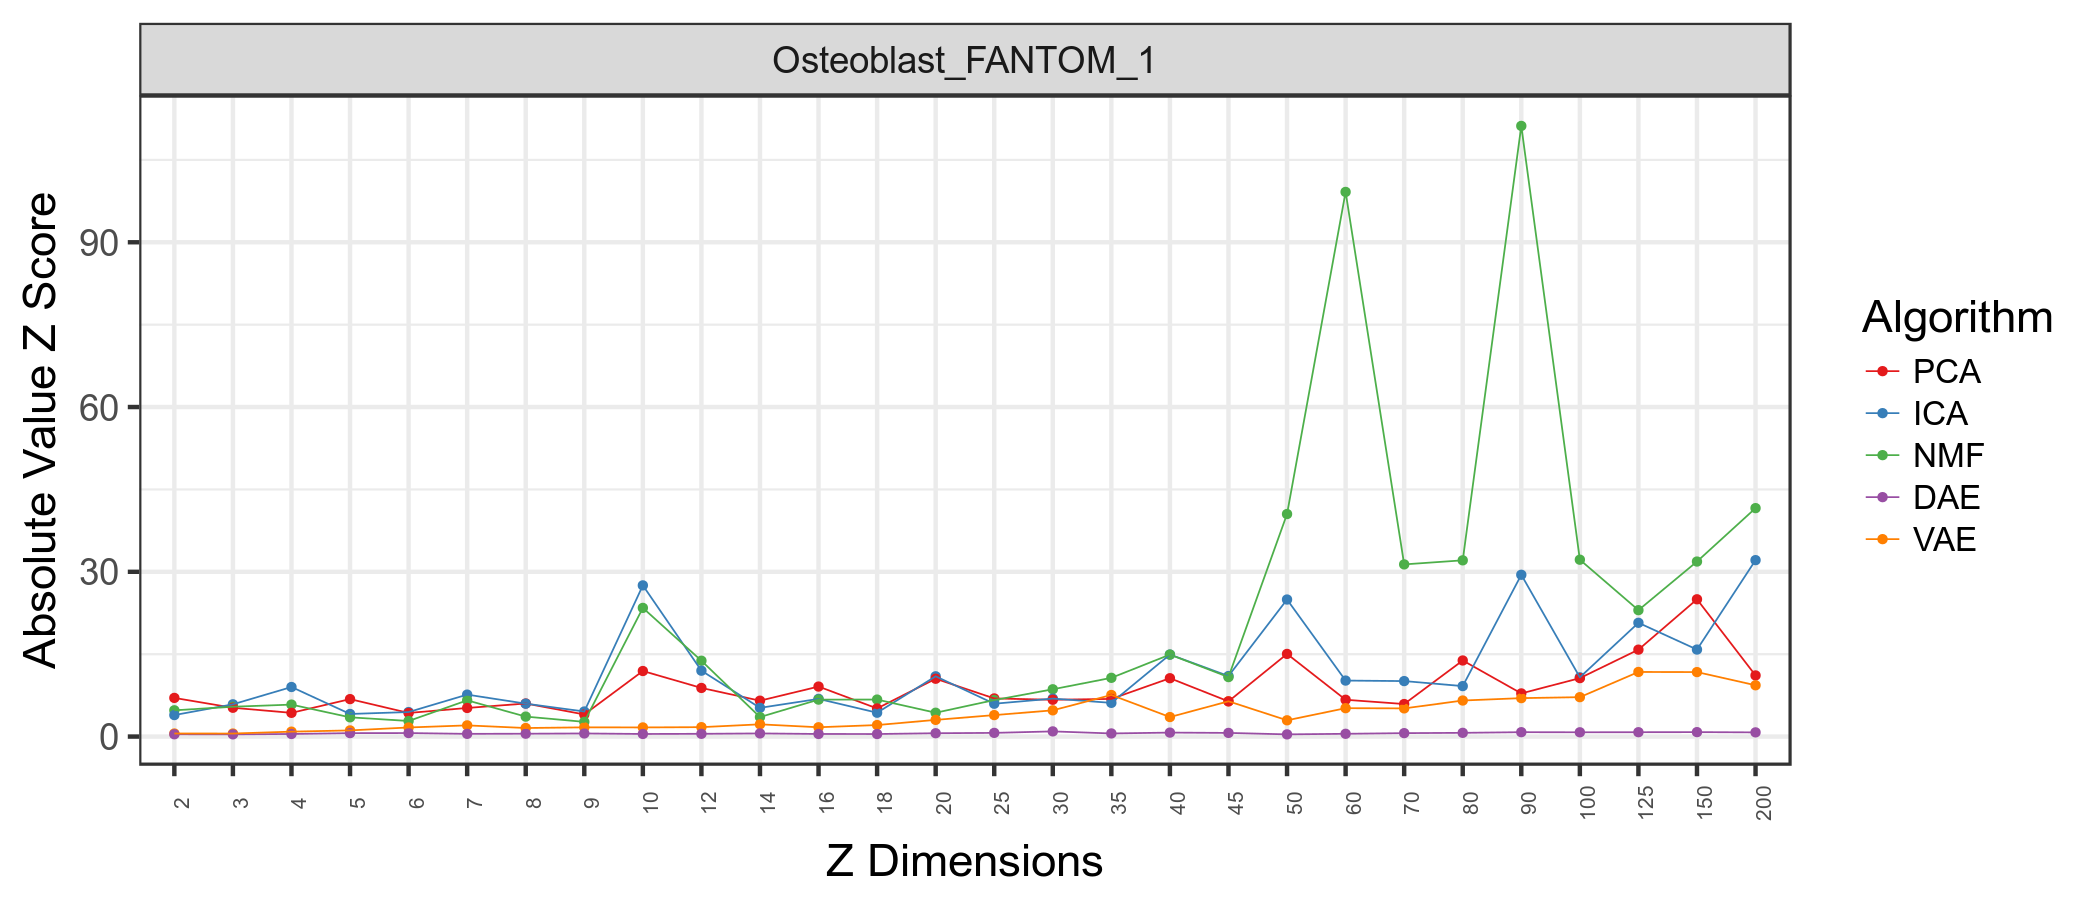 Osteoblast_FANTOM_1
Absolute Value Z Score
90
60
30
0
2 3 4 5 6 7 8 9 10 12 14 16 18 20 25 30 35 40 45 50 60 70 80 90 100 125 150 200
Z Dimensions
Algorithm
PCA
ICA
NMF
DAE
VAE